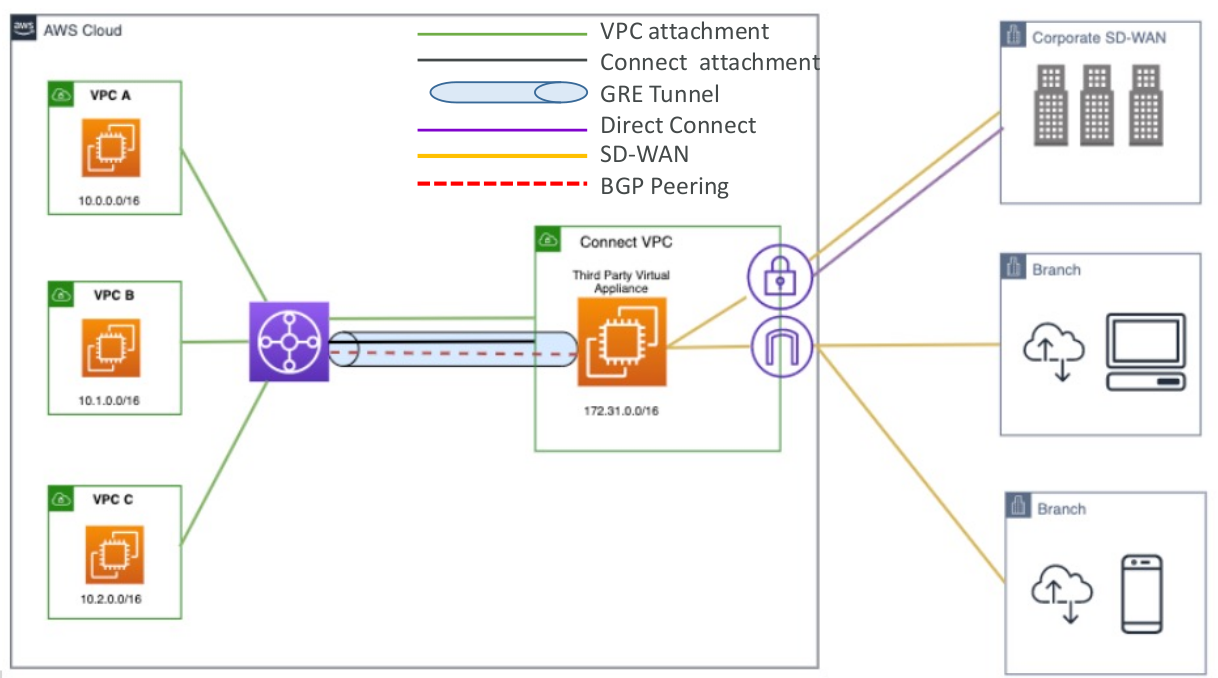 aws
AWS Cloud
VPC attachment
Connect attachment
GRE Tunnel
Direct Connect
SD-WAN
BGP Peering
VPC A
10.0.0.0/16
VPC B
10.1.0.0/16
VPC C
10.2.0.0/16
Connect VPC
Third Party Virtual
Appliance
172.31.0.0/16
Corporate SD-WAN
Branch
Branch